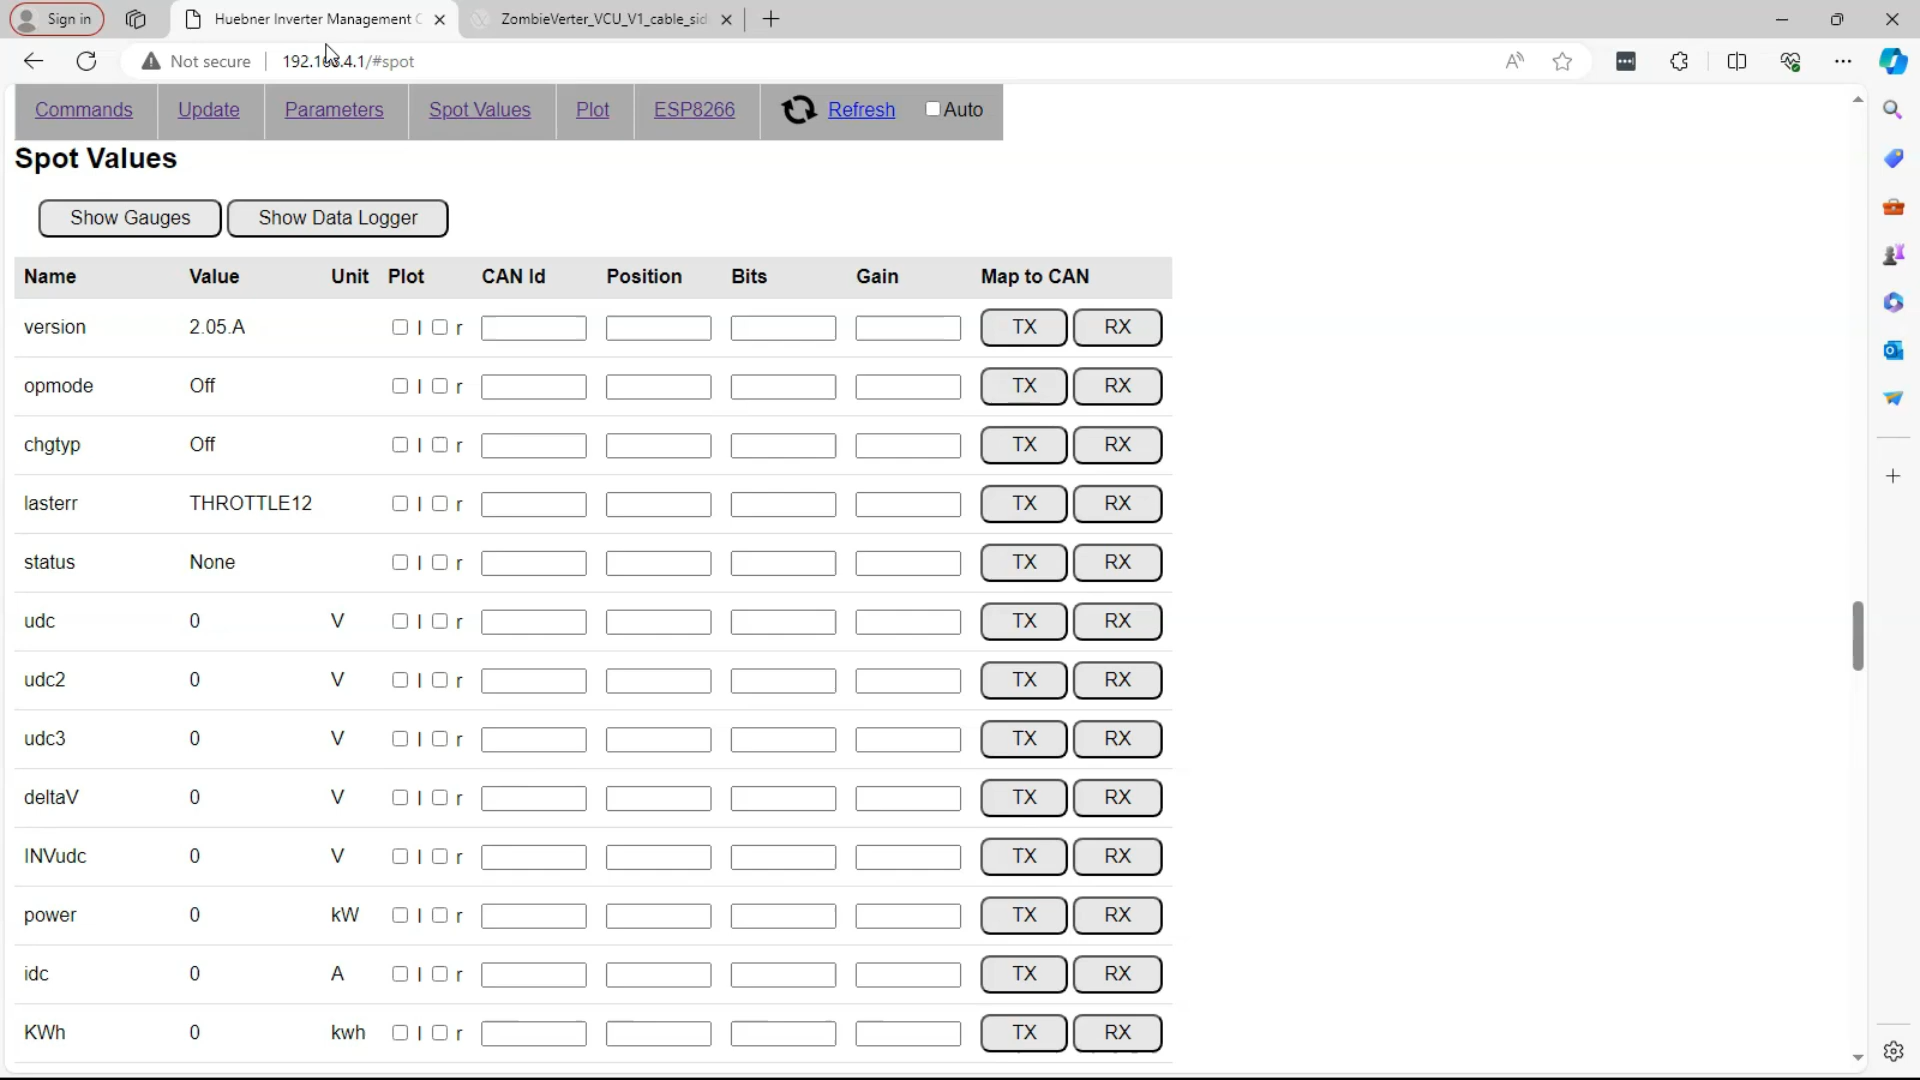 Sign in
Huebner Inverter Management C
ZombieVerter_VCU_V1_cable_sid
Not secure
192.168.4.1/#spot
Commands Update Parameters Spot Values Plot ESP8266 Refresh Auto
Spot Values
Show Gauges Show Data Logger
Name Value Unit Plot CAN Id Position Bits Gain Map to CAN
version 2.05.A l r TX RX
opmode Off l r TX RX
chgtyp Off l r TX RX
lasterr THROTTLE12 l r TX RX
status None l r TX RX
udc 0 V l r TX RX
udc2 0 V l r TX RX
udc3 0 V l r TX RX
deltaV 0 V l r TX RX
INVudc 0 V l r TX RX
power 0 kW l r TX RX
idc 0 A l r TX RX
KWh 0 kwh l r TX RX